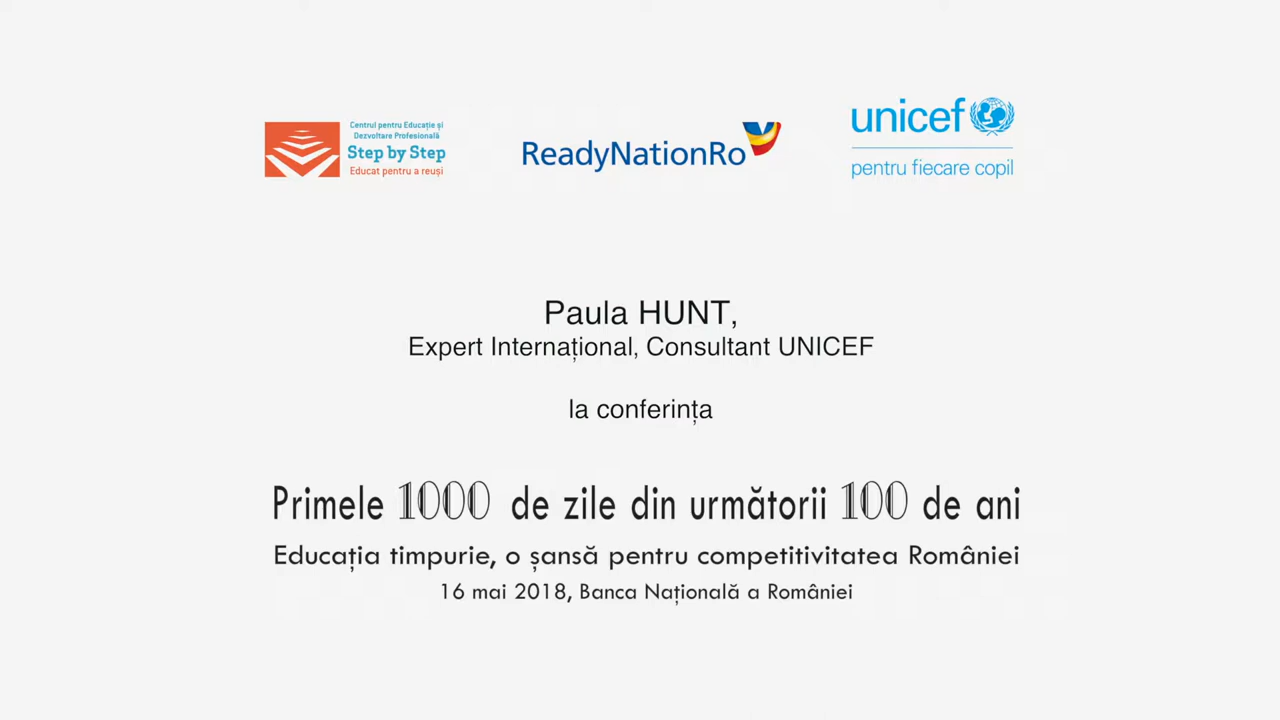 Centrul pentru Educație și
Dezvoltare Profesională
Step by Step
Educat pentru a reuși
ReadyNationRo
unicef
pentru fiecare copil
Paula HUNT,
Expert Internațional, Consultant UNICEF
la conferința
Primele 1000 de zile din următorii 100 de ani
Educația timpurie, o șansă pentru competitivitatea României
16 mai 2018, Banca Națională a României